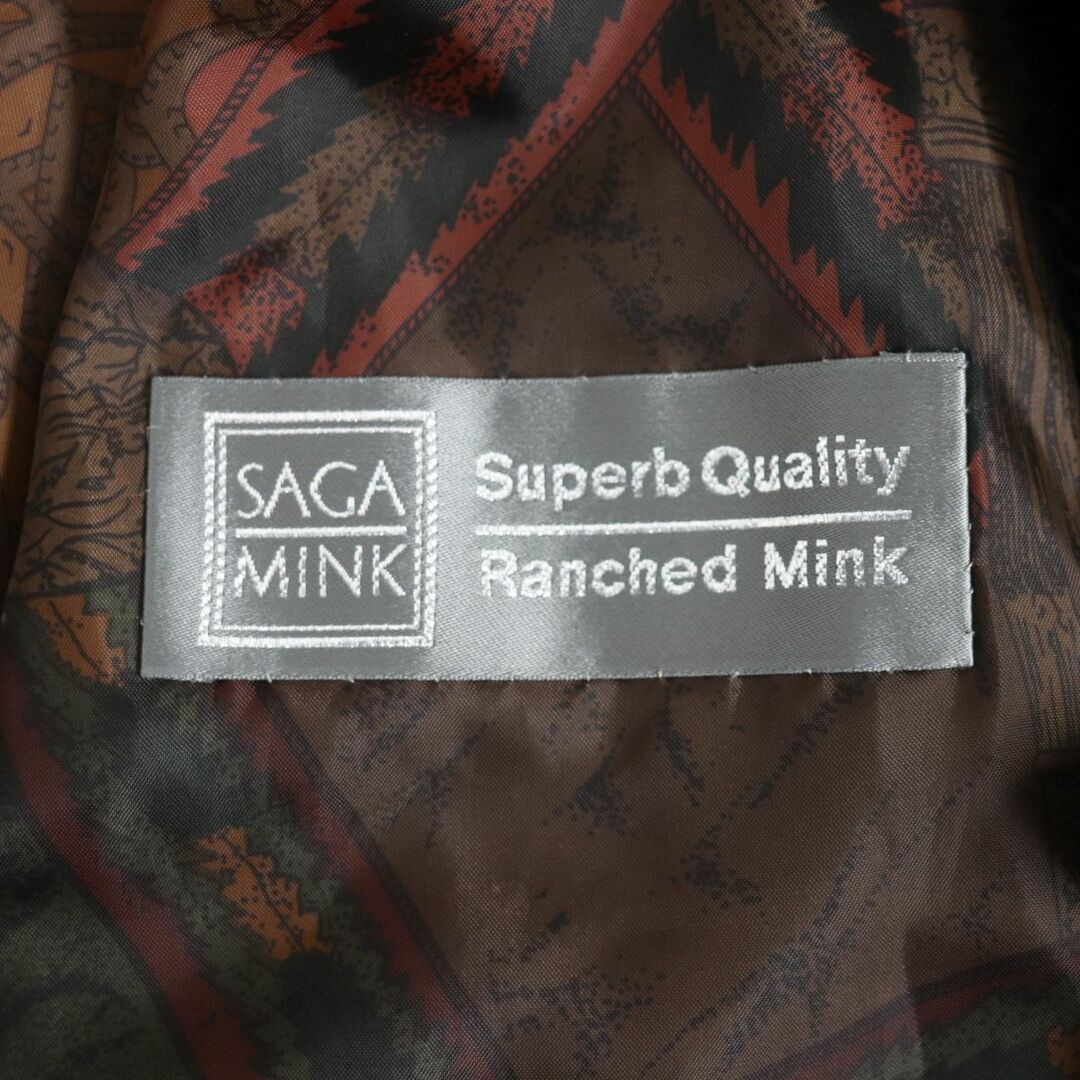 SAGA
MINK
Superb Quality
Ranched Mink